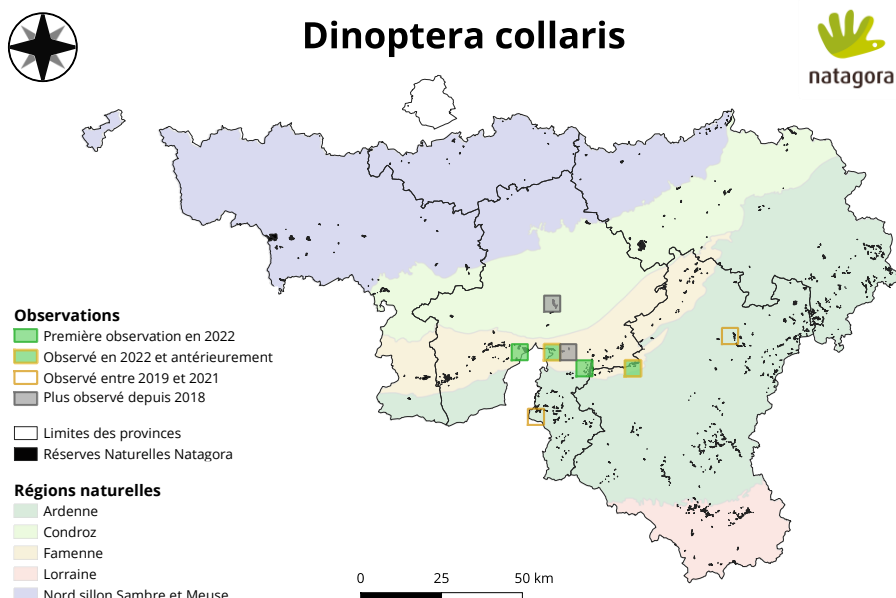 Dinoptera collaris
natagora
Observations
Première observation en 2022
Observé en 2022 et antérieurement
Observé entre 2019 et 2021
Plus observé depuis 2018
Limites des provinces
Réserves Naturelles Natagora
Régions naturelles
Ardenne
Condroz
Famenne
Lorraine
Nord sillon Sambre et Meuse
0 25 50 km